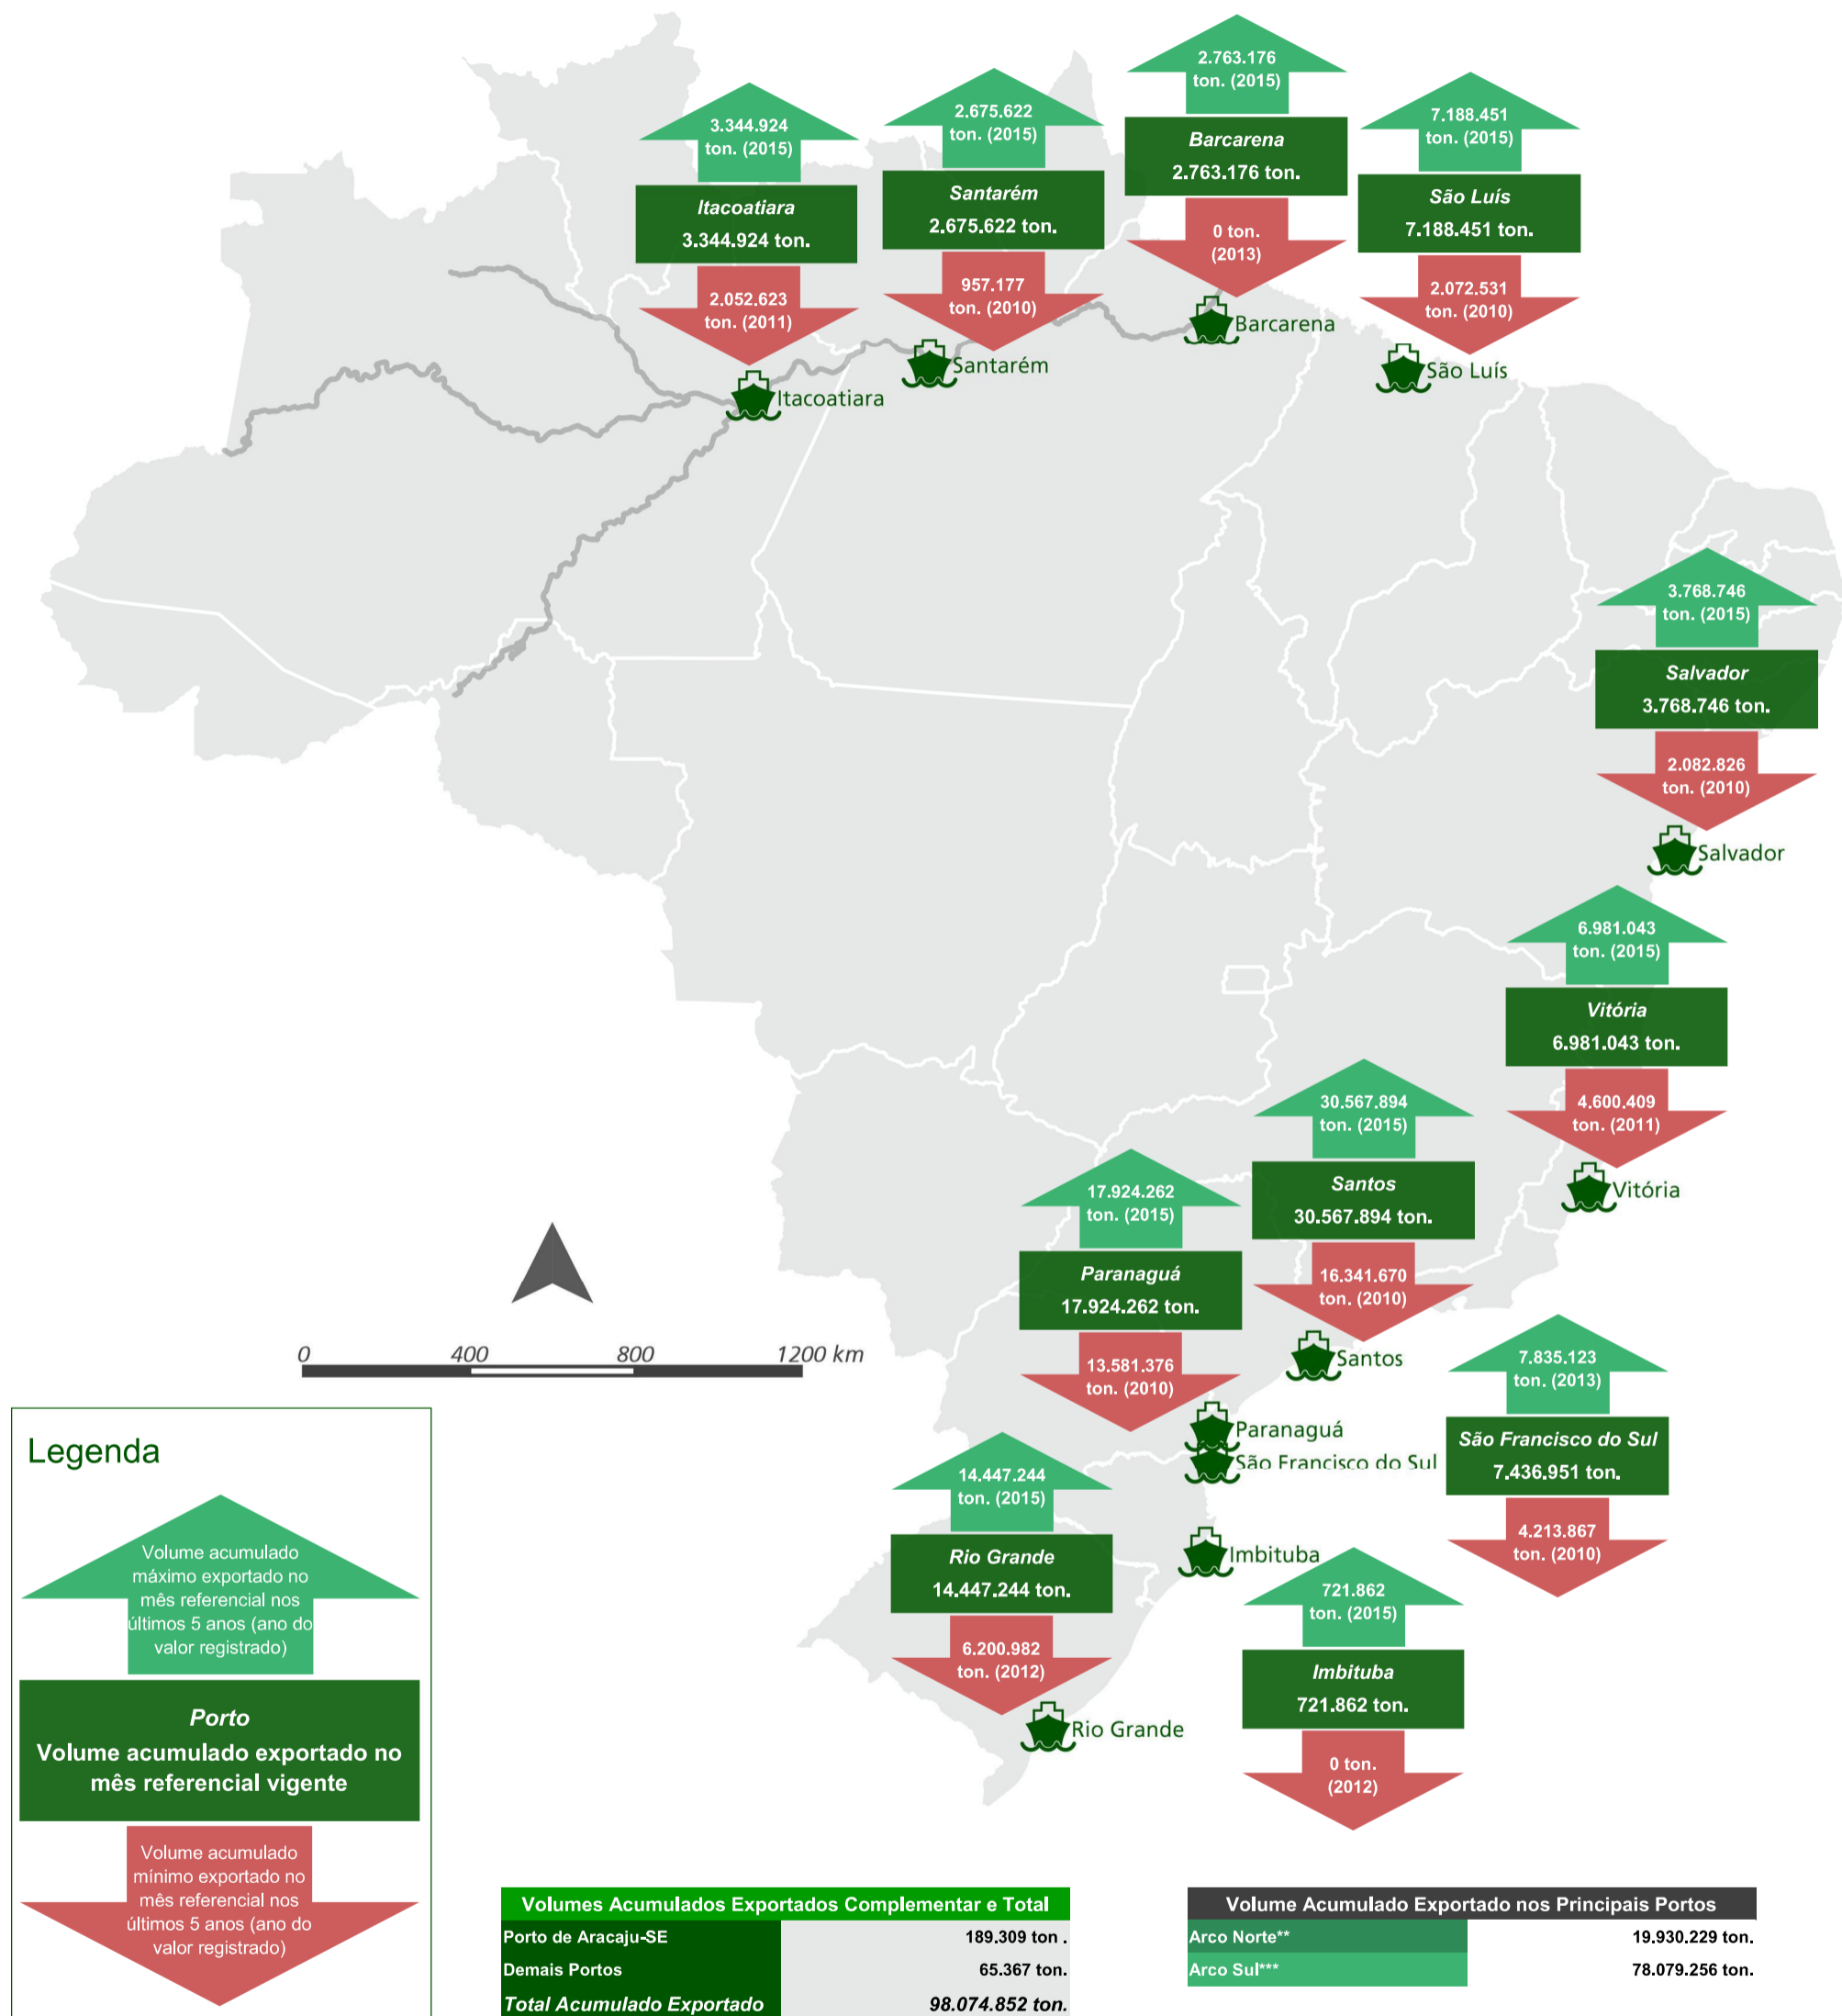 2.763.176
ton. (2015)
Barcarena
2.763.176 ton.
0 ton.
(2013)
Barcarena
3.344.924
ton. (2015)
Itacoatiara
3.344.924 ton.
2.052.623
ton. (2011)
Itacoatiara
2.675.622
ton. (2015)
Santarém
2.675.622 ton.
957.177
ton. (2010)
Santarém
7.188.451
ton. (2015)
São Luís
7.188.451 ton.
2.072.531
ton. (2010)
São Luís
3.768.746
ton. (2015)
Salvador
3.768.746 ton.
2.082.826
ton. (2010)
Salvador
6.981.043
ton. (2015)
Vitória
6.981.043 ton.
4.600.409
ton. (2011)
Vitória
30.567.894
ton. (2015)
Santos
30.567.894 ton.
16.341.670
ton. (2010)
Santos
17.924.262
ton. (2015)
Paranaguá
17.924.262 ton.
13.581.376
ton. (2010)
Paranaguá
São Francisco do Sul
7.835.123
ton. (2013)
São Francisco do Sul
7.436.951 ton.
4.213.867
ton. (2010)
14.447.244
ton. (2015)
Rio Grande
14.447.244 ton.
6.200.982
ton. (2012)
Rio Grande
Imbituba
721.862
ton. (2015)
Imbituba
721.862 ton.
0 ton.
(2012)
0 400 800 1200 km
Legenda
Volume acumulado
máximo exportado no
mês referencial nos
últimos 5 anos (ano do
valor registrado)
Porto
Volume acumulado exportado no
mês referencial vigente
Volume acumulado
mínimo exportado no
mês referencial nos
últimos 5 anos (ano do
valor registrado)
Volumes Acumulados Exportados Complementar e Total
Porto de Aracaju-SE 189.309 ton .
Demais Portos 65.367 ton.
Total Acumulado Exportado 98.074.852 ton.
Volume Acumulado Exportado nos Principais Portos
Arco Norte** 19.930.229 ton.
Arco Sul*** 78.079.256 ton.